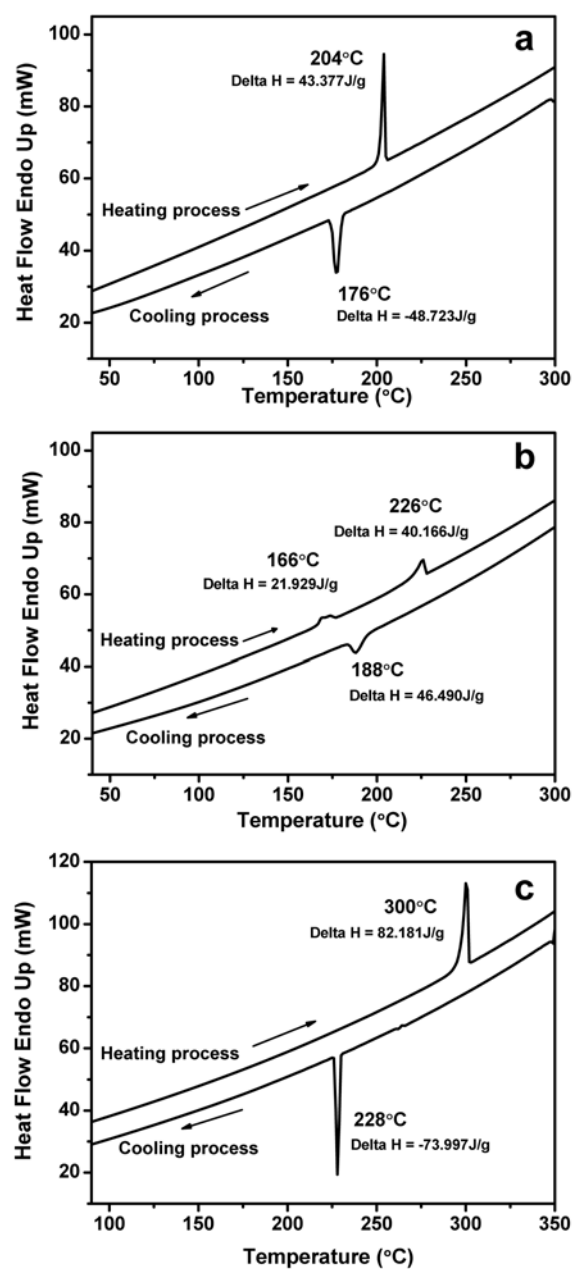 a
100
80
60
40
20
Heat Flow Endo Up (mW)
204°C
Delta H = 43.377J/g
Heating process
176°C
Delta H = -48.723J/g
Cooling process
50 100 150 200 250 300
Temperature (°C)
b
100
80
60
40
20
Heat Flow Endo Up (mW)
226°C
Delta H = 40.166J/g
166°C
Delta H = 21.929J/g
Heating process
188°C
Delta H = 46.490J/g
Cooling process
50 100 150 200 250 300
Temperature (°C)
c
120
100
80
60
40
20
Heat Flow Endo Up (mW)
300°C
Delta H = 82.181J/g
Heating process
228°C
Delta H = -73.997J/g
Cooling process
100 150 200 250 300 350
Temperature (°C)